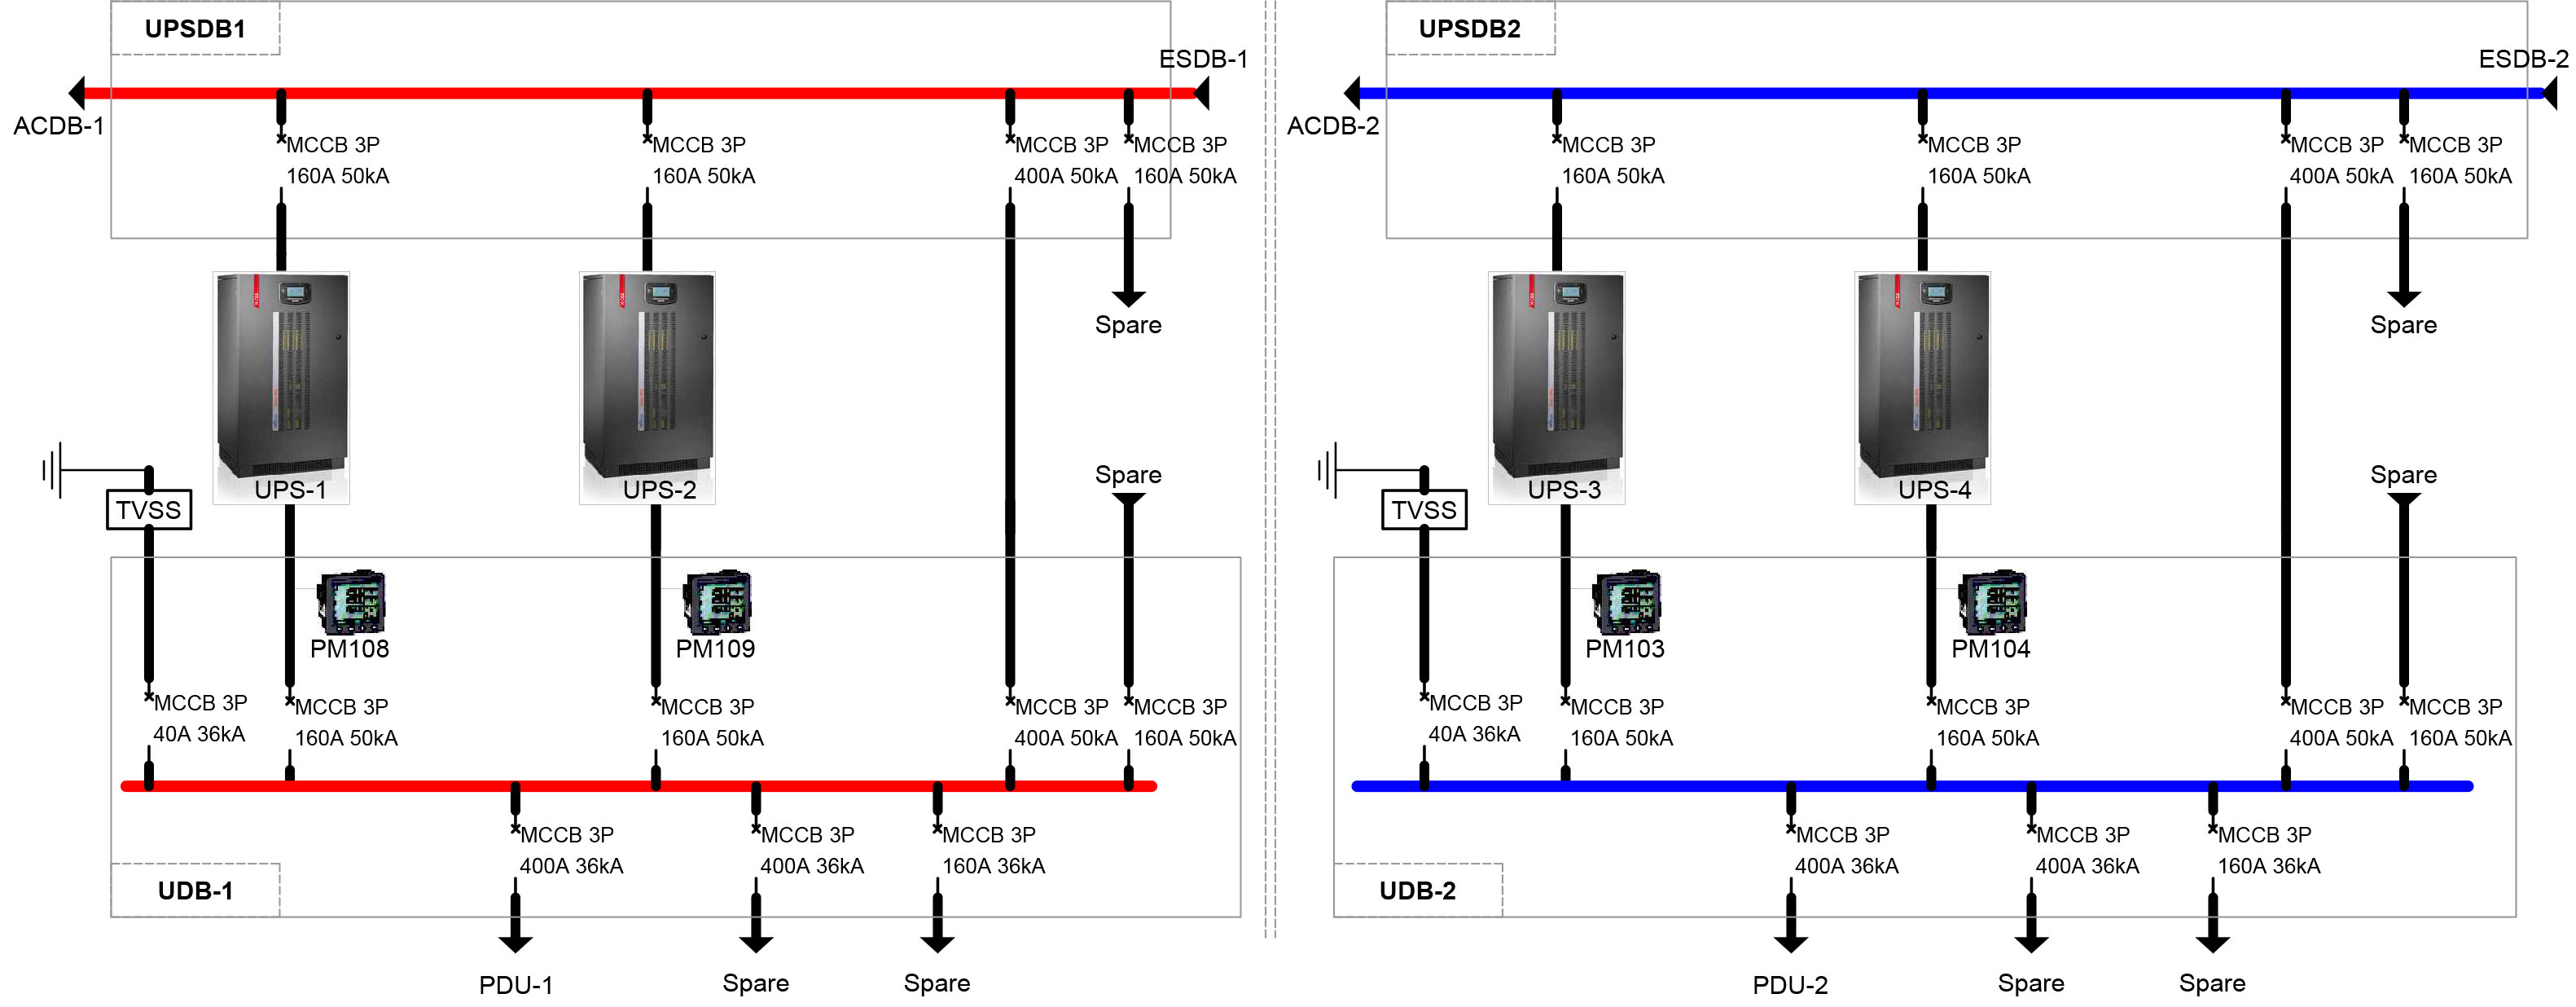 UPSDB1
UPSDB2
ESDB-1
ESDB-2
ACDB-1
ACDB-2
MCCB 3P
160A 50kA
MCCB 3P
160A 50kA
MCCB 3P
400A 50kA
MCCB 3P
160A 50kA
MCCB 3P
160A 50kA
MCCB 3P
160A 50kA
MCCB 3P
400A 50kA
MCCB 3P
160A 50kA
Spare
Spare
Spare
Spare
UPS-1
UPS-2
UPS-3
UPS-4
TVSS
TVSS
PM108
PM109
PM103
PM104
MCCB 3P
40A 36kA
MCCB 3P
160A 50kA
MCCB 3P
160A 50kA
MCCB 3P
400A 50kA
MCCB 3P
160A 50kA
MCCB 3P
40A 36kA
MCCB 3P
160A 50kA
MCCB 3P
160A 50kA
MCCB 3P
400A 50kA
MCCB 3P
160A 50kA
MCCB 3P
400A 36kA
MCCB 3P
400A 36kA
MCCB 3P
160A 36kA
MCCB 3P
400A 36kA
MCCB 3P
400A 36kA
MCCB 3P
160A 36kA
UDB-1
UDB-2
PDU-1
Spare
Spare
PDU-2
Spare
Spare